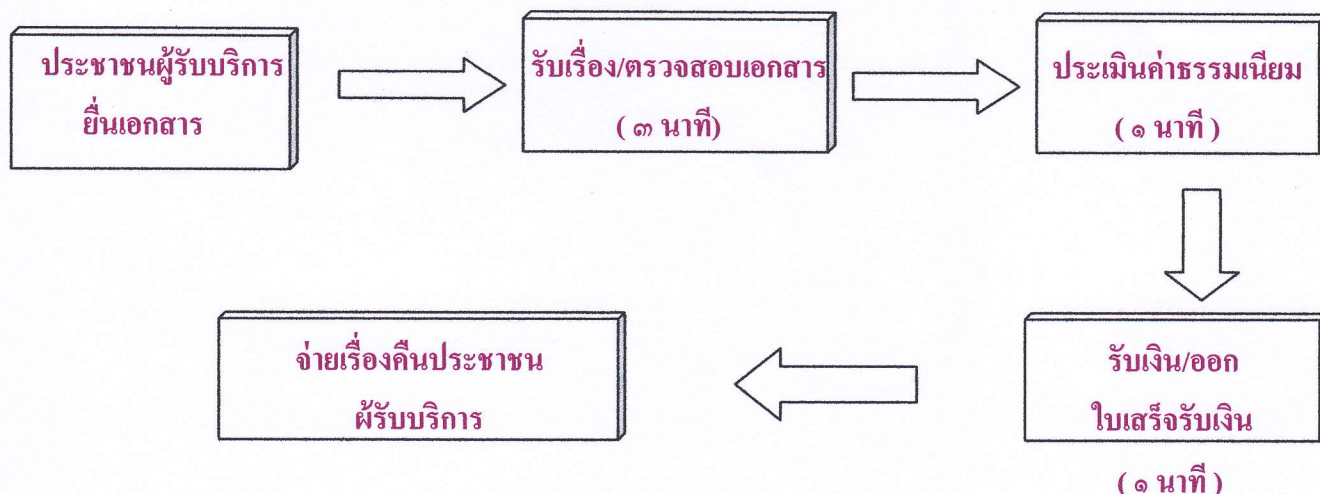 ประชาชนผู้รับบริการ
ยื่นเอกสาร
รับเรื่อง/ตรวจสอบเอกสาร
( ๓ นาที)
ประเมินค่าธรรมเนียม
( ๑ นาที )
รับเงิน/ออก
ใบเสร็จรับเงิน
( ๑ นาที )
จ่ายเรื่องคืนประชาชน
ผู้รับบริการ